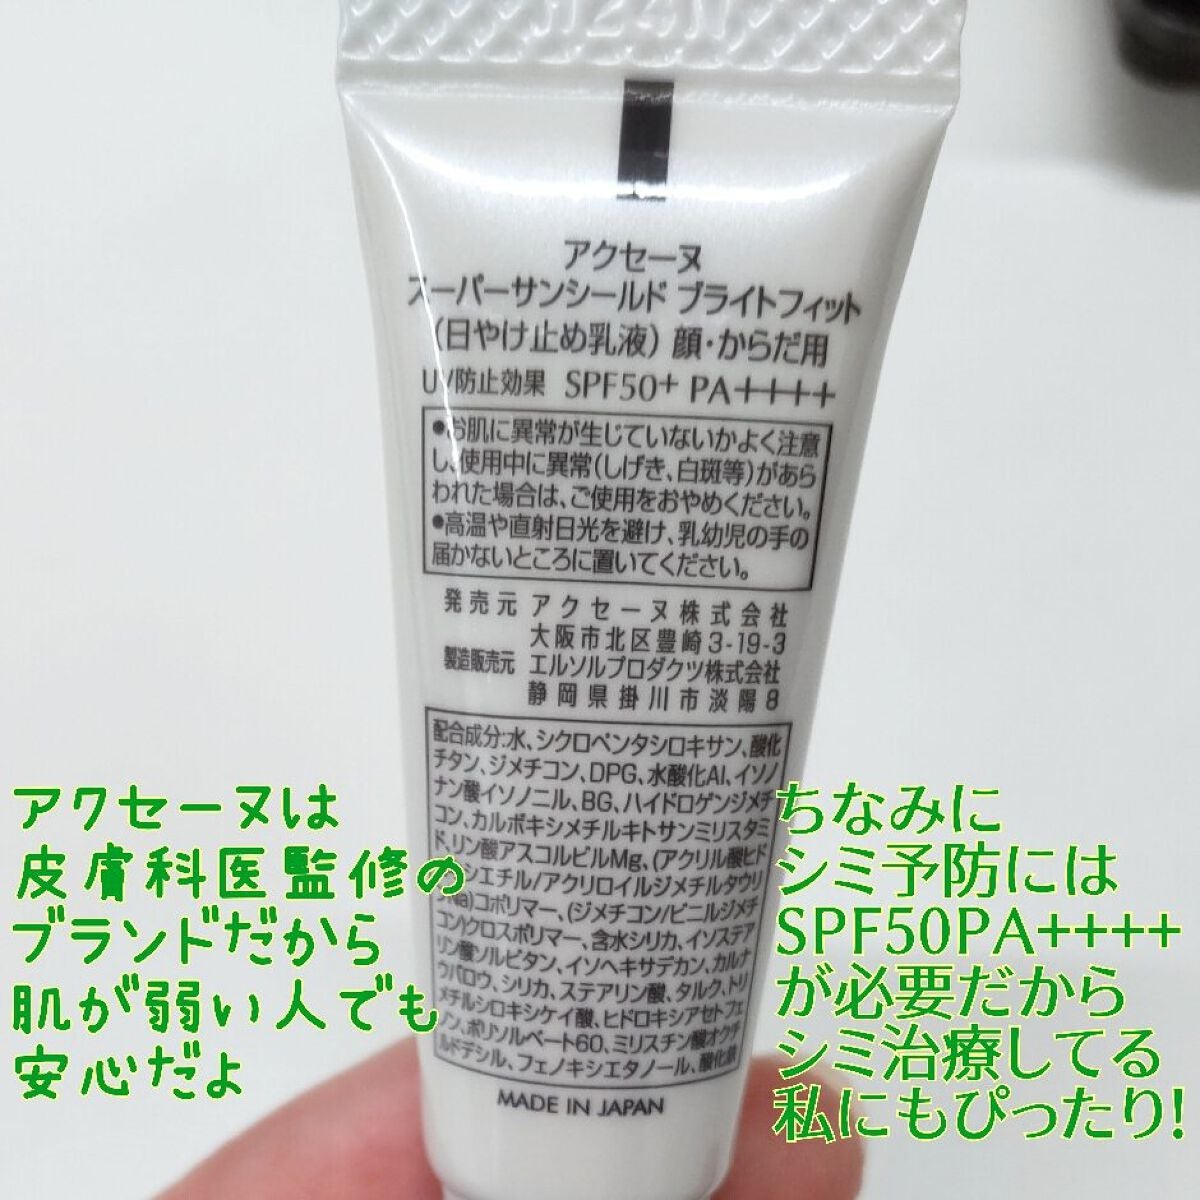 アクセーヌ
スーパーサンシールド ブライトフィット
(日やけ止め乳液) 顔・からだ用
UV防止効果 SPF50+ PA++++
●お肌に異常が生じていないかよく注意
し、使用中に異常(しげき、白斑等)があら
われた場合は、ご使用をおやめください。
●高温や直射日光を避け、乳幼児の手の
届かないところに置いてください。
発売元 アクセーヌ株式会社
大阪市北区豊崎3-19-3
製造販売元 エルソルプロダクツ株式会社
静岡県掛川市淡陽8
配合成分:水、シクロペンタシロキサン、酸化
チタン、ジメチコン、DPG、水酸化Al、イソノ
ナン酸イソノニル、BG、ハイドロゲンジメチ
コン、カルボキシメチルキトサンミリスタミ
ド、リン酸アスコルビルMg、(アクリル酸ヒド
シエチル/アクリロイルジメチルタウリ
Na)コポリマー、(ジメチコン/ビニルジメチ
コン)クロスポリマー、含水シリカ、イソステア
リン酸ソルビタン、イソヘキサデカン、カルナ
ウバロウ、シリカ、ステアリン酸、タルク、トリ
メチルシロキシケイ酸、ヒドロキシアセトフェ
ノン、ポリソルベート60、ミリスチン酸オクチ
ルドデシル、フェノキシエタノール、酸化鉄
MADE IN JAPAN
アクセーヌは
皮膚科医監修の
ブランドだから
肌が弱い人でも
安心だよ
ちなみに
シミ予防には
SPF50PA++++
が必要だから
シミ治療してる
私にもぴったり!